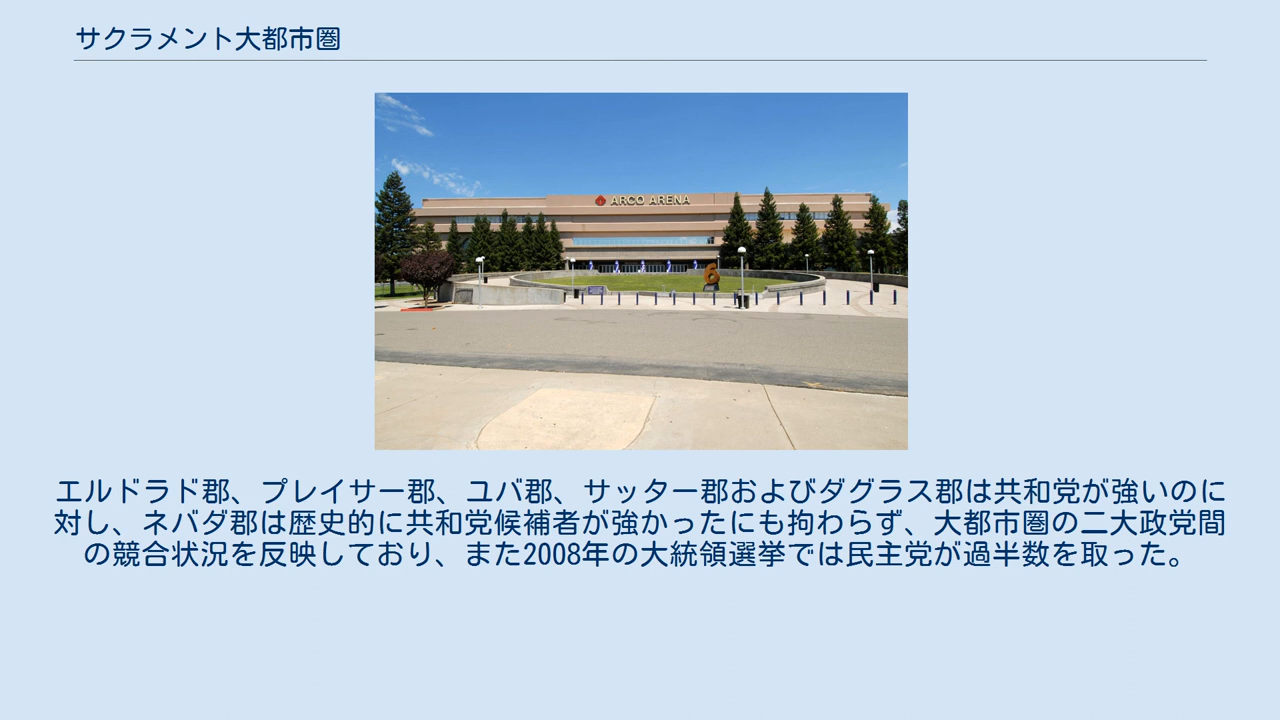 サクラメント大都市圏
ARCO ARENA
6
エルドラド郡、プレイサー郡、ユバ郡、サッター郡およびダグラス郡は共和党が強いのに
対し、ネバダ郡は歴史的に共和党候補者が強かったにも拘わらず、大都市圏の二大政党間
の競合状況を反映しており、また2008年の大統領選挙では民主党が過半数を取った。